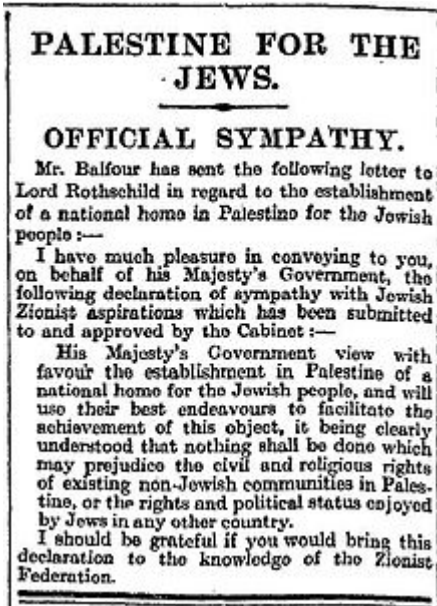 PALESTINE FOR THE
JEWS.
OFFICIAL SYMPATHY.
Mr. Balfour has sent the following letter to
Lord Rothschild in regard to the establishment
of a national home in Palestine for the Jewish
people :—
I have much pleasure in conveying to you,
on behalf of his Majesty's Government, the
following declaration of sympathy with Jewish
Zionist aspirations which has been submitted
to and approved by the Cabinet :—
His Majesty's Government view with
favour the establishment in Palestine of a
national home for the Jewish people, and will
use their best endeavours to facilitate the
achievement of this object, it being clearly
understood that nothing shall be done which
may prejudice the civil and religious rights
of existing non-Jewish communities in Pales-
tine, or the rights and political status enjoyed
by Jews in any other country.
I should be grateful if you would bring this
declaration to the knowledge of the Zionist
Federation.